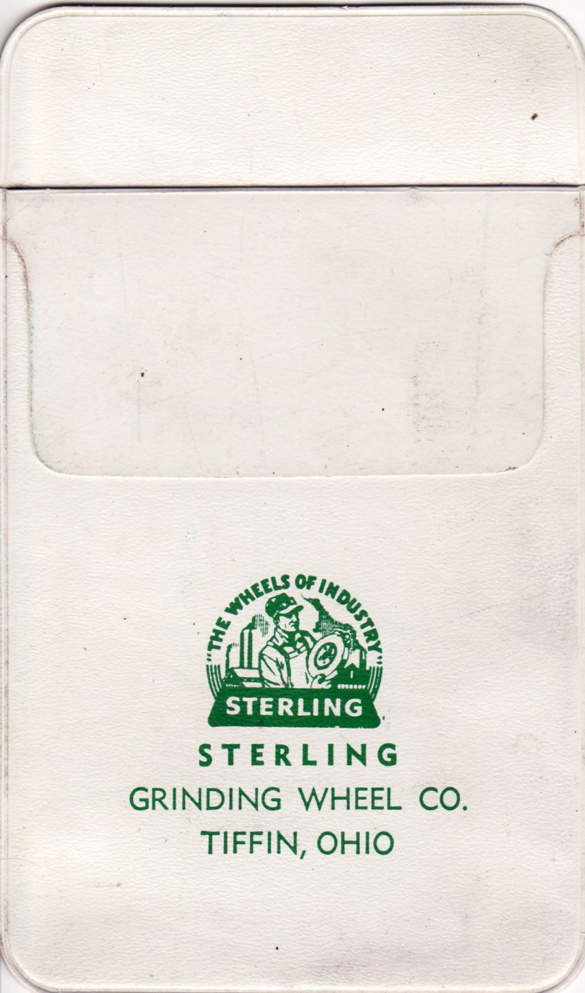 "THE WHEELS OF INDUSTRY"
STERLING
STERLING
GRINDING WHEEL CO.
TIFFIN, OHIO